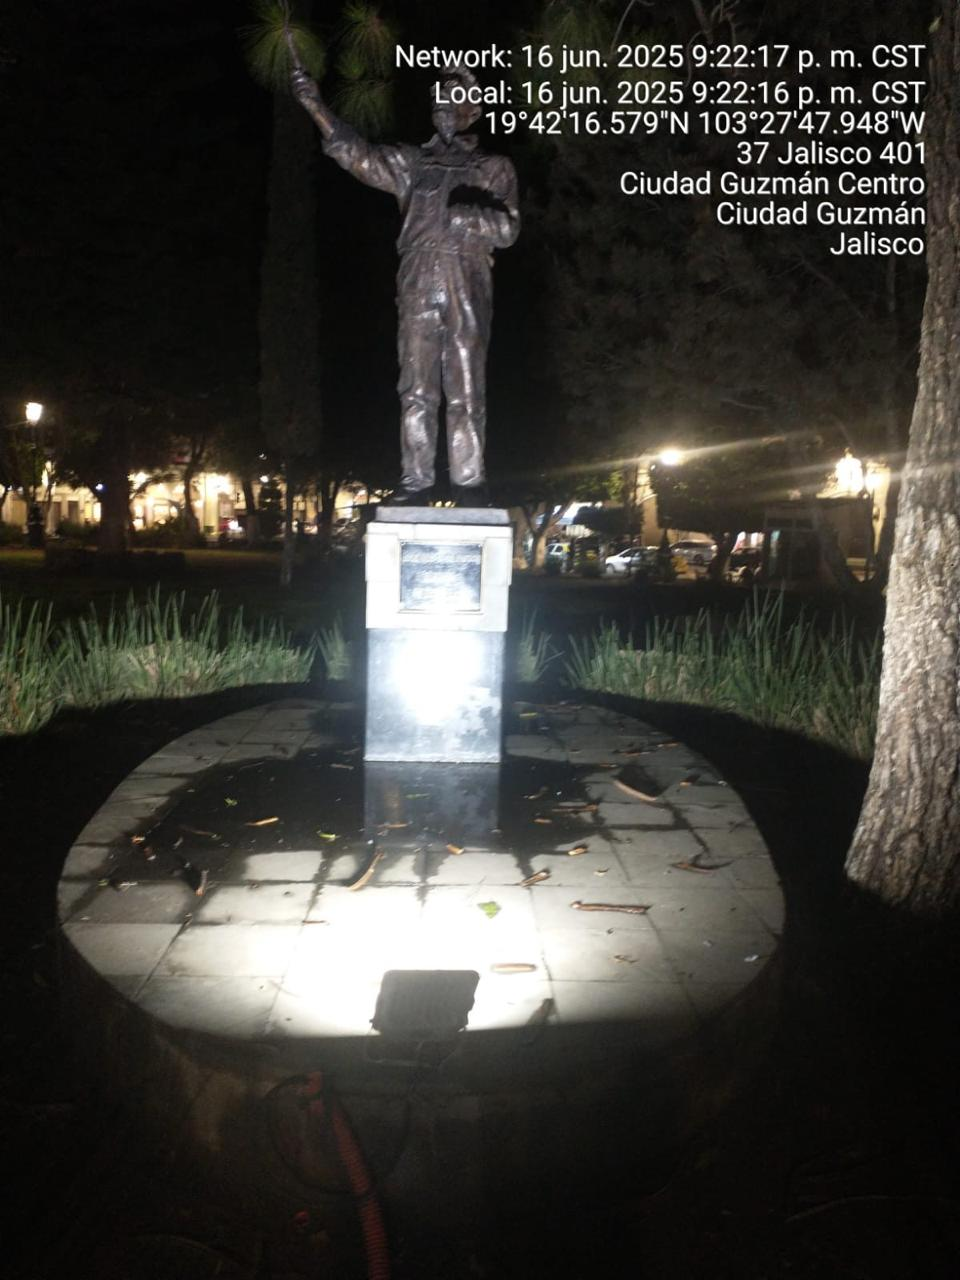 Network: 16 jun. 2025 9:22:17 p. m. CST
Local: 16 jun. 2025 9:22:16 p. m. CST
19°42'16.579"N 103°27'47.948"W
37 Jalisco 401
Ciudad Guzmán Centro
Ciudad Guzmán
Jalisco